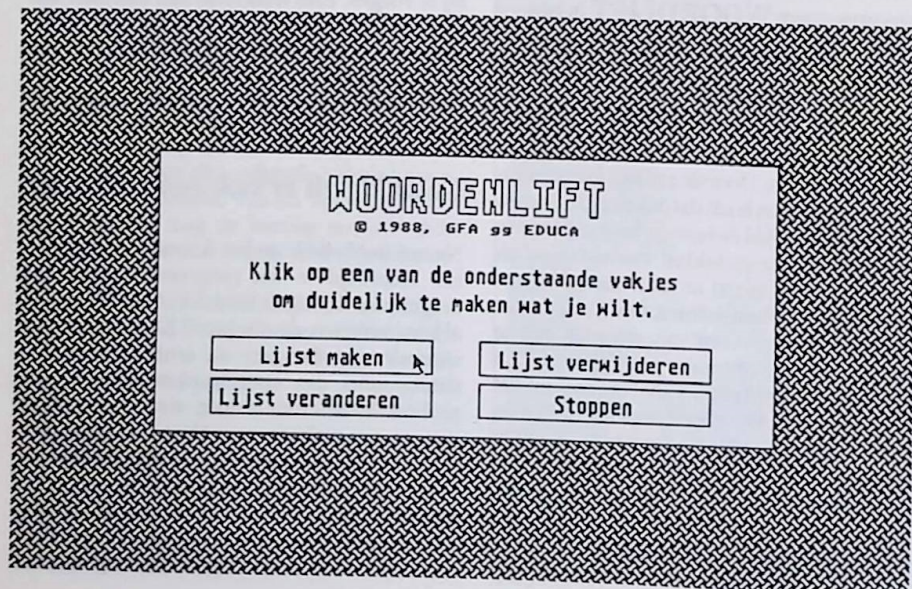 WOORDENLIFT
© 1988, GFA gg EDUCA
Klik op een van de onderstaande vakjes
om duidelijk te maken wat je wilt.
Lijst maken
Lijst verwijderen
Lijst veranderen
Stoppen